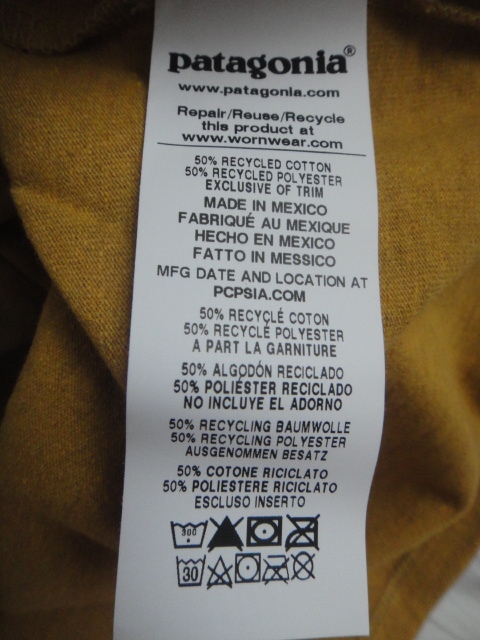 patagonia®
www.patagonia.com
Repair/Reuse/Recycle
this product at
www.wornwear.com
50% RECYCLED COTTON
50% RECYCLED POLYESTER
EXCLUSIVE OF TRIM
MADE IN MEXICO
FABRIQUÉ AU MEXIQUE
HECHO EN MEXICO
FATTO IN MESSICO
MFG DATE AND LOCATION AT
PCPSIA.COM
50% RECYCLÉ COTON
50% RECYCLÉ POLYESTER
A PART LA GARNITURE
50% ALGODÓN RECICLADO
50% POLIÉSTER RECICLADO
NO INCLUYE EL ADORNO
50% RECYCLING BAUMWOLLE
50% RECYCLING POLYESTER
AUSGENOMMEN BESATZ
50% COTONE RICICLATO
50% POLIESTERE RICICLATO
ESCLUSO INSERTO
30